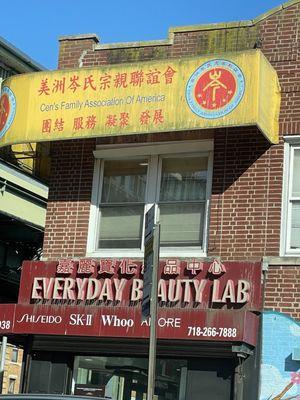 美洲岑氏宗親聯誼會
Cen's Family Association Of America
團結 服務 凝聚 發展
EVERYDAY BEAUTY LAB
SHISEIDO SK-II Whoo
718-266-7888